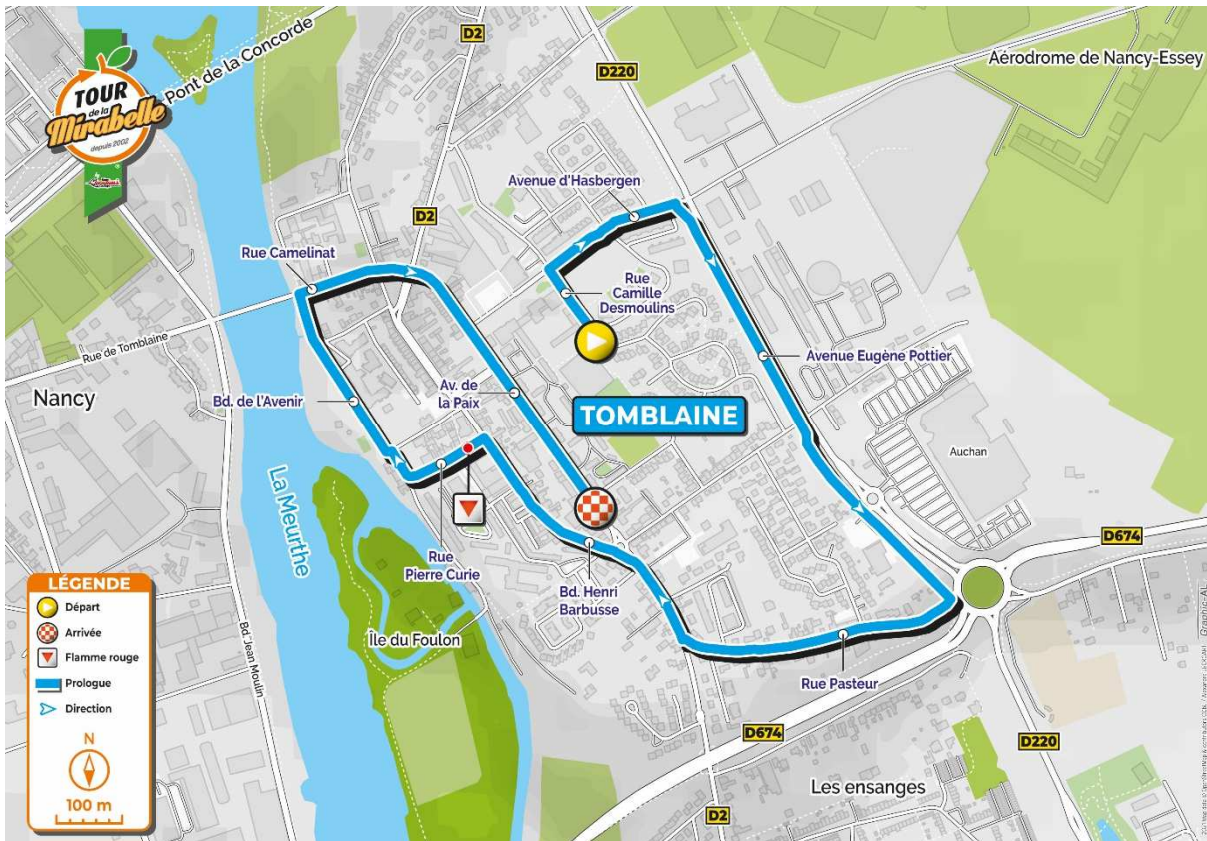 TOUR
de la
Mirabelle
depuis 2002
Pont de la Concorde
D2
D220
Aérodrome de Nancy-Essey
Avenue d'Hasbergen
D2
Rue Camelinat
Rue
Camille
Desmoulins
Rue de Tomblaine
Avenue Eugène Pottier
Nancy
Bd. de l'Avenir
Av. de
la Paix
TOMBLAINE
Auchan
La Meurthe
D674
Rue
Pierre Curie
Bd. Henri
Barbusse
Île du Foulon
Bd. Jean Moulin
Rue Pasteur
D674
D220
Les ensanges
D2
LÉGENDE
Départ
Arrivée
Flamme rouge
Prologue
Direction
N
100 m